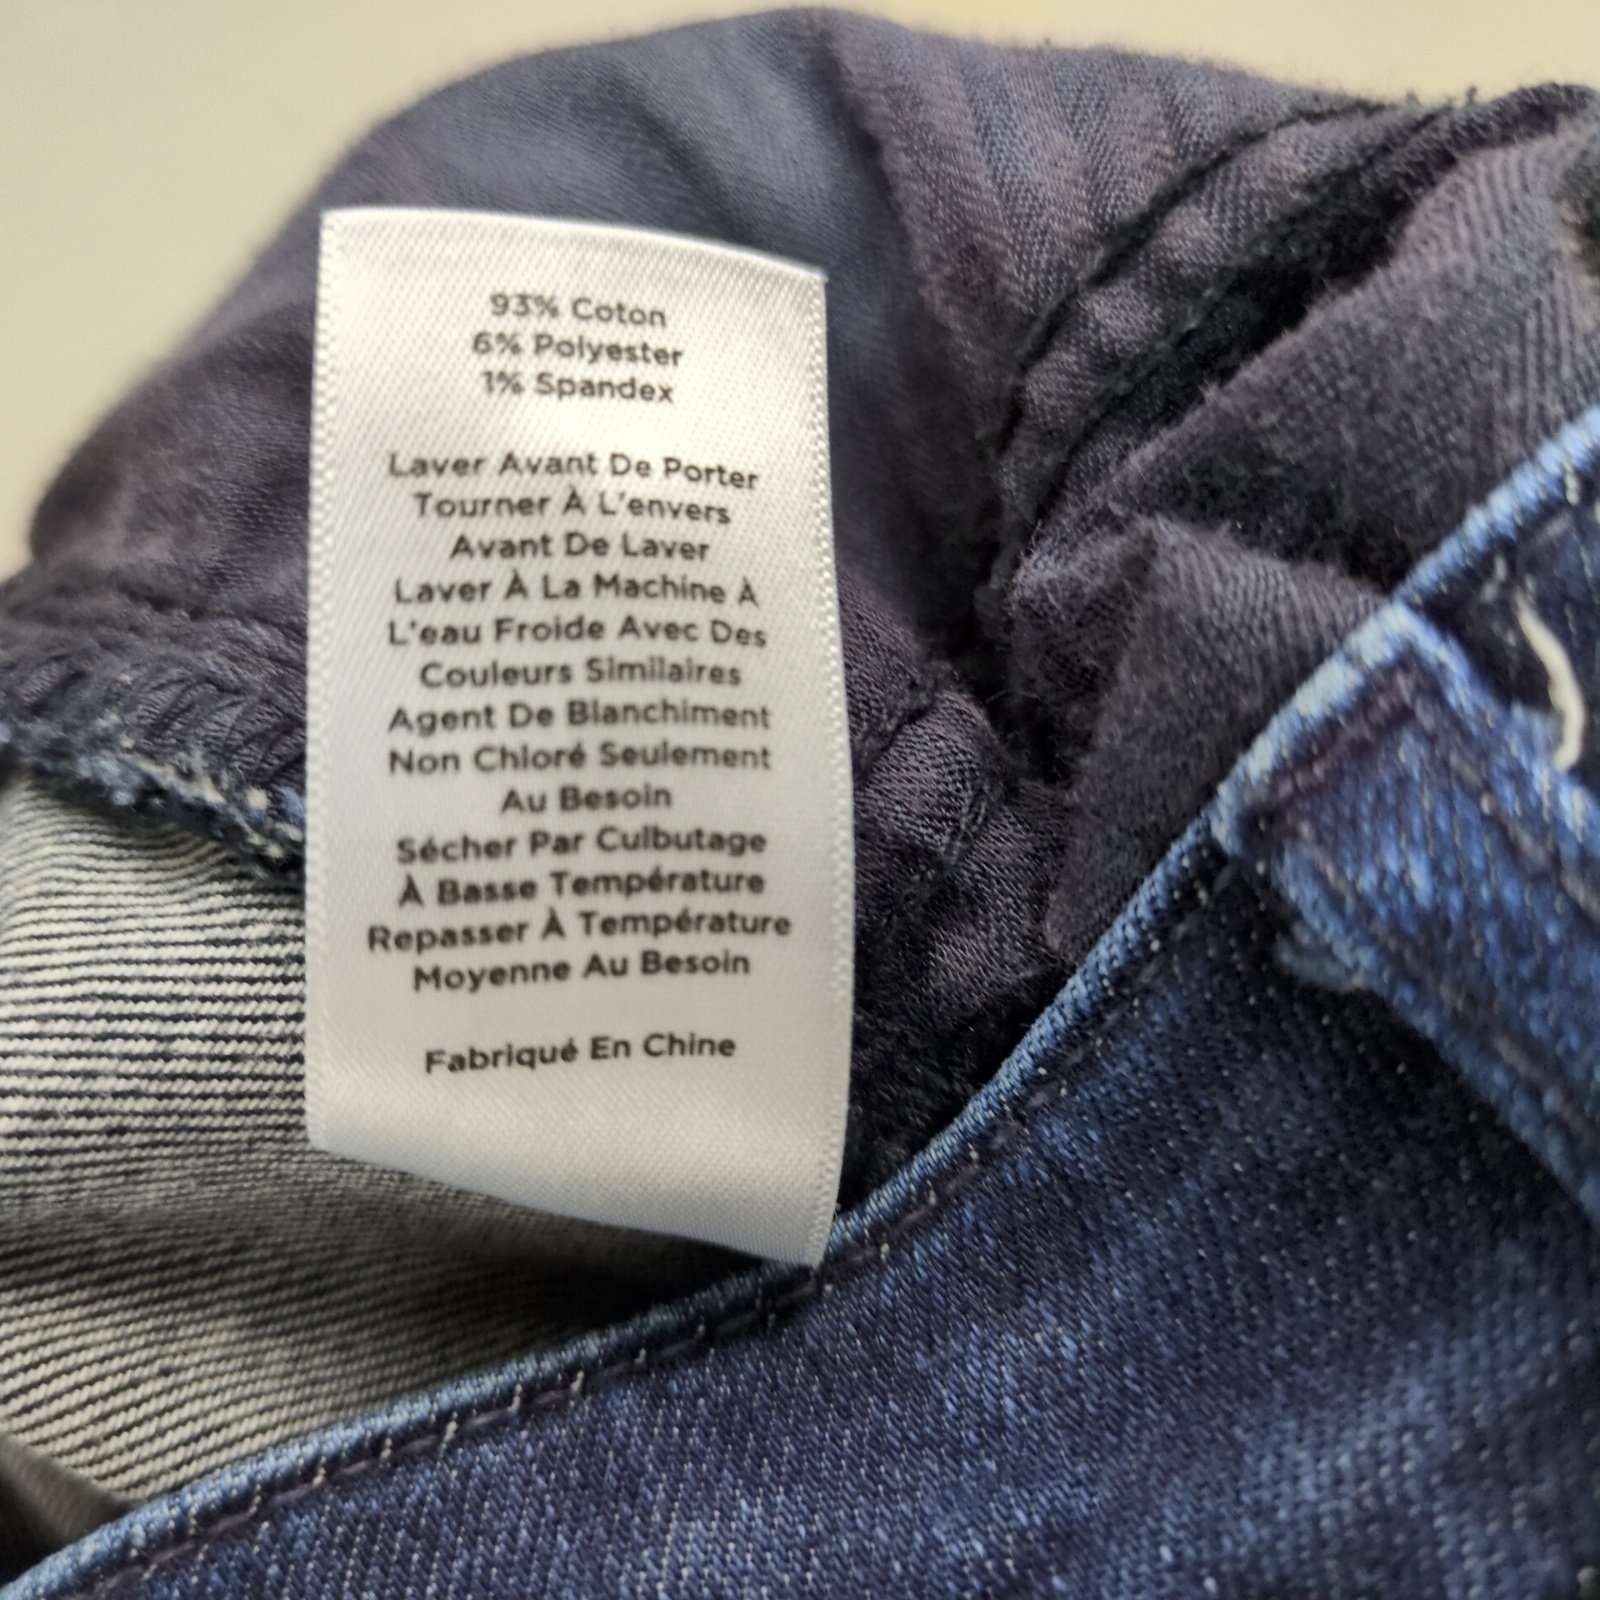 93% Coton
6% Polyester
1% Spandex
Laver Avant De Porter
Tourner À L'envers
Avant De Laver
Laver À La Machine À
L'eau Froide Avec Des
Couleurs Similaires
Agent De Blanchiment
Non Chloré Seulement
Au Besoin
Sécher Par Culbutage
À Basse Température
Repasser À Température
Moyenne Au Besoin
Fabriqué En Chine